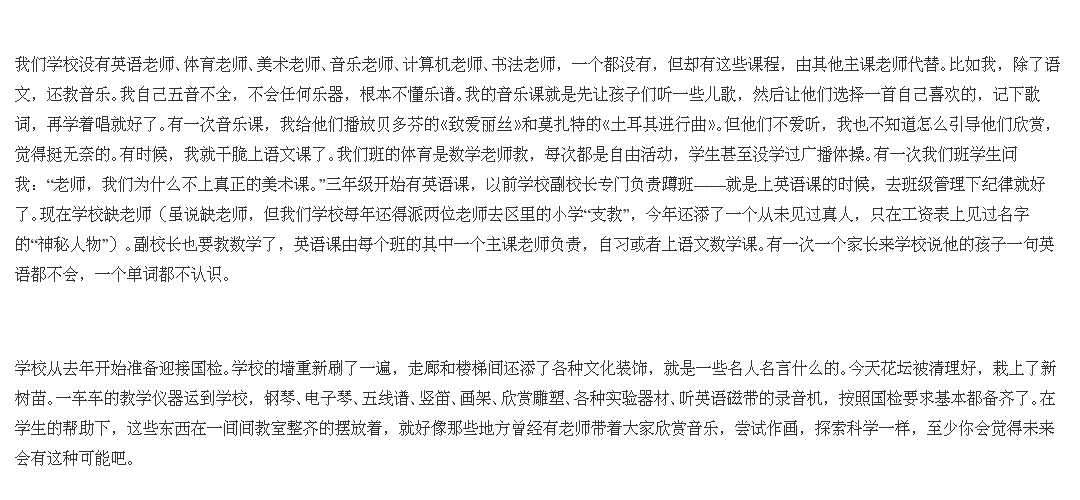 我们学校没有英语老师、体育老师、美术老师、音乐老师、计算机老师、书法老师，一个都没有，但却有这些课程，由其他主课老师代替。比如我，除了语
文，还教音乐。我自己五音不全，不会任何乐器，根本不懂乐谱。我的音乐课就是先让孩子们听一些儿歌，然后让他们选择一首自己喜欢的，记下歌
词，再学着唱就好了。有一次音乐课，我给他们播放贝多芬的《致爱丽丝》和莫扎特的《土耳其进行曲》。但他们不爱听，我也不知道怎么引导他们欣赏，
觉得挺无奈的。有时候，我就干脆上语文课了。我们班的体育是数学老师教，每次都是自由活动，学生甚至没学过广播体操。有一次我们班学生问
我：“老师，我们为什么不上真正的美术课。”三年级开始有英语课，以前学校副校长专门负责蹲班——就是上英语课的时候，去班级管理下纪律就好
了。现在学校缺老师（虽说缺老师，但我们学校每年还得派两位老师去区里的小学“支教”，今年还添了一个从未见过真人，只在工资表上见过名字
的“神秘人物”）。副校长也要教数学了，英语课由每个班的其中一个主课老师负责，自习或者上语文数学课。有一次一个家长来学校说他的孩子一句英
语都不会，一个单词都不认识。
学校从去年开始准备迎接国检。学校的墙重新刷了一遍，走廊和楼梯间还添了各种文化装饰，就是一些名人名言什么的。今天花坛被清理好，栽上了新
树苗。一车车的教学仪器运到学校，钢琴、电子琴、五线谱、竖笛、画架、欣赏雕塑、各种实验器材、听英语磁带的录音机，按照国检要求基本都备齐了。在
学生的帮助下，这些东西在一间间教室整齐的摆放着，就好像那些地方曾经有老师带着大家欣赏音乐，尝试作画，探索科学一样，至少你会觉得未来
会有这种可能吧。